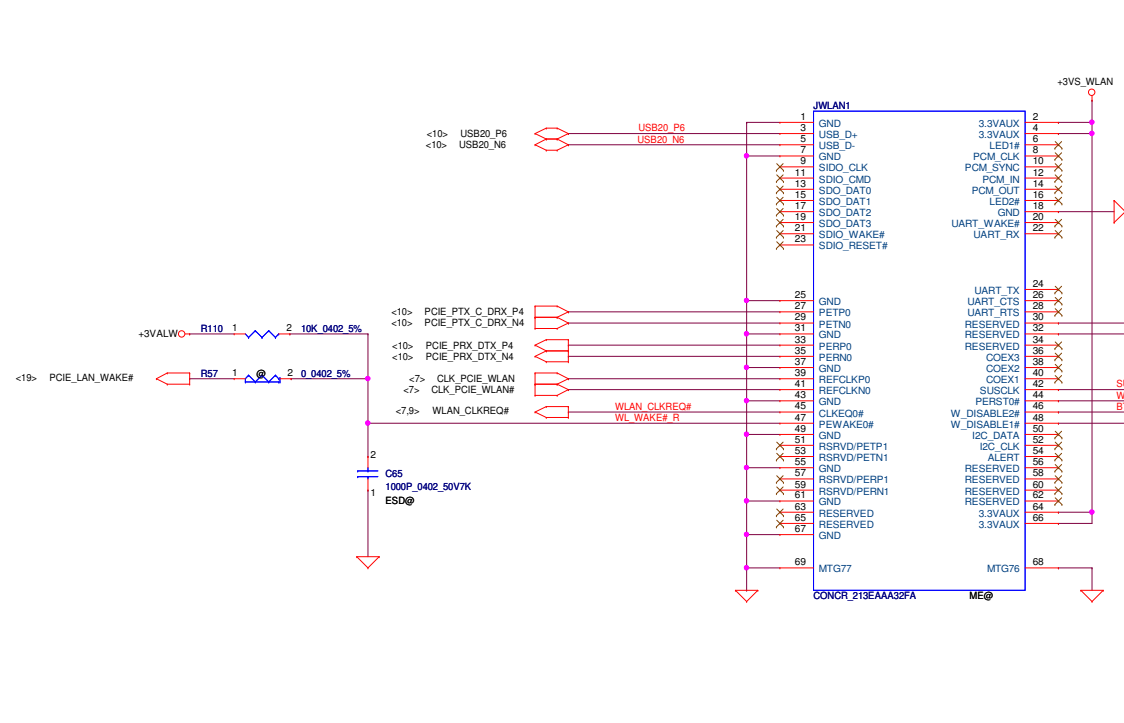 +3VS_WLAN
JWLAN1
<10> USB20_P6
<10> USB20_N6
USB20_P6
USB20_N6
1 GND
3 USB_D+
5 USB_D-
7 GND
9 SIDO_CLK
11 SDIO_CMD
13 SDO_DAT0
15 SDO_DAT1
17 SDO_DAT2
19 SDO_DAT3
21 SDIO_WAKE#
23 SDIO_RESET#
25 GND
27 PETP0
29 PETN0
31 GND
33 PERP0
35 PERN0
37 GND
39 REFCLKP0
41 REFCLKN0
43 GND
45 CLKEQ0#
47 PEWAKE0#
49 GND
51 RSRVD/PETP1
53 RSRVD/PETN1
55 GND
57 RSRVD/PERP1
59 RSRVD/PERN1
61 GND
63 RESERVED
65 RESERVED
67 GND
69 MTG77
3.3VAUX 2
3.3VAUX 4
LED1# 6
PCM_CLK 8
PCM_SYNC 10
PCM_IN 12
PCM_OUT 14
LED2# 16
GND 18
UART_WAKE# 20
UART_RX 22
UART_TX 24
UART_CTS 26
UART_RTS 28
RESERVED 30
RESERVED 32
RESERVED 34
COEX3 36
COEX2 38
COEX1 40
SUSCLK 42
PERST0# 44
W_DISABLE2# 46
W_DISABLE1# 48
I2C_DATA 50
I2C_CLK 52
ALERT 54
RESERVED 56
RESERVED 58
RESERVED 60
RESERVED 62
3.3VAUX 64
3.3VAUX 66
MTG76 68
CONCR_213EAAA32FA ME@
<10> PCIE_PTX_C_DRX_P4
<10> PCIE_PTX_C_DRX_N4
<10> PCIE_PRX_DTX_P4
<10> PCIE_PRX_DTX_N4
<7> CLK_PCIE_WLAN
<7> CLK_PCIE_WLAN#
<7,9> WLAN_CLKREQ#
WLAN_CLKREQ#
WL_WAKE#_R
+3VALW R110 1 2 10K_0402_5%
<19> PCIE_LAN_WAKE# R57 1 @ 2 0_0402_5%
2
C65
1000P_0402_50V7K
1
ESD@